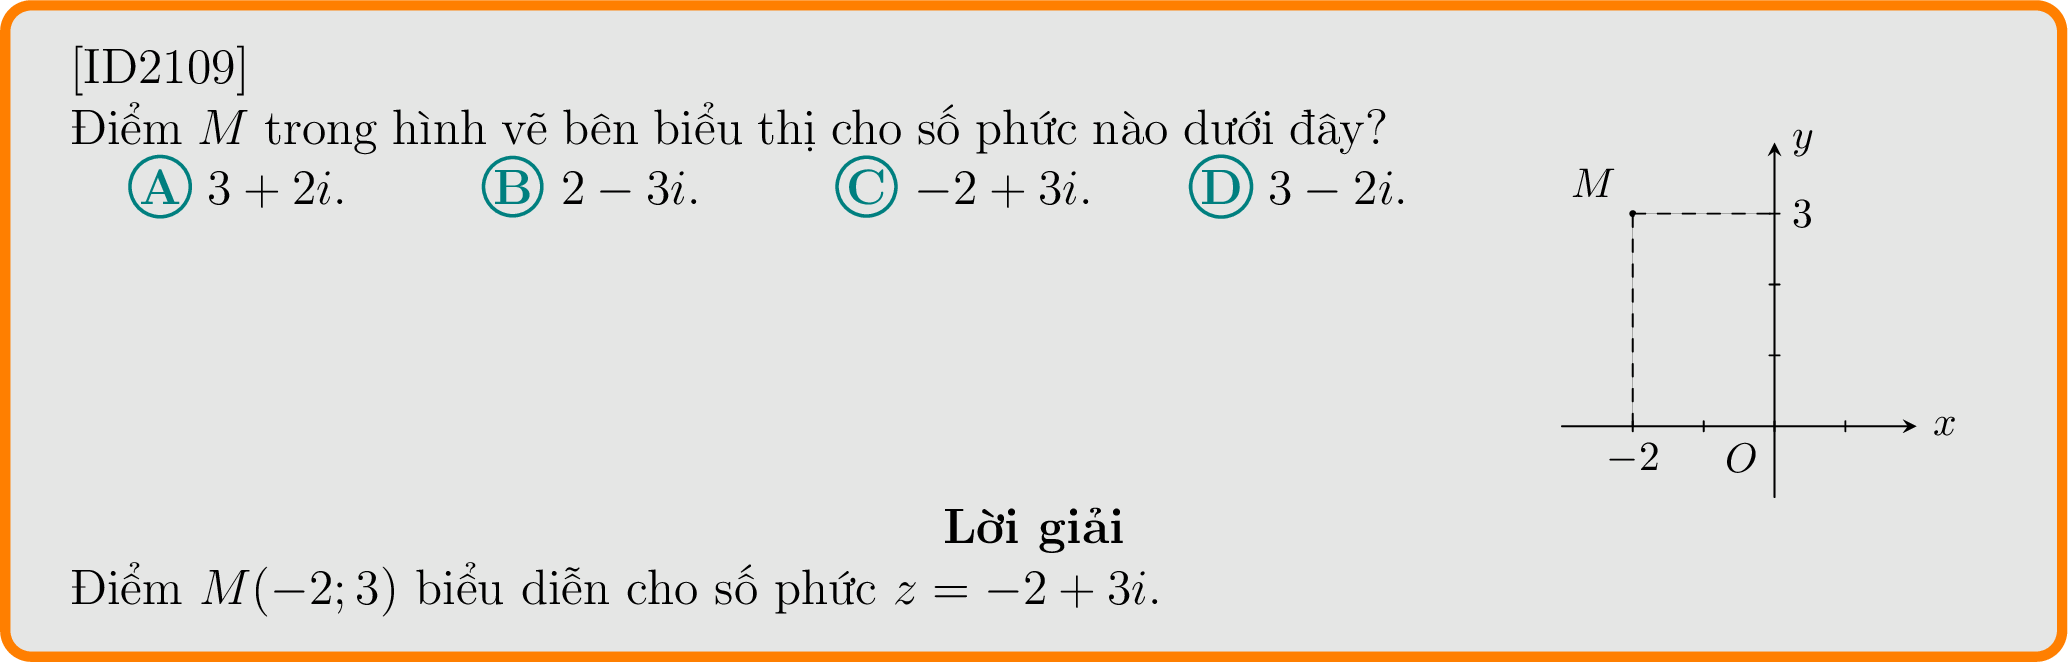 [ID2109]
Điểm M trong hình vẽ bên biểu thị cho số phức nào dưới đây?
A 3 + 2i. B 2 − 3i. C −2 + 3i. D 3 − 2i.
y
M
3
x
−2 O
Lời giải
Điểm M(−2; 3) biểu diễn cho số phức z = −2 + 3i.